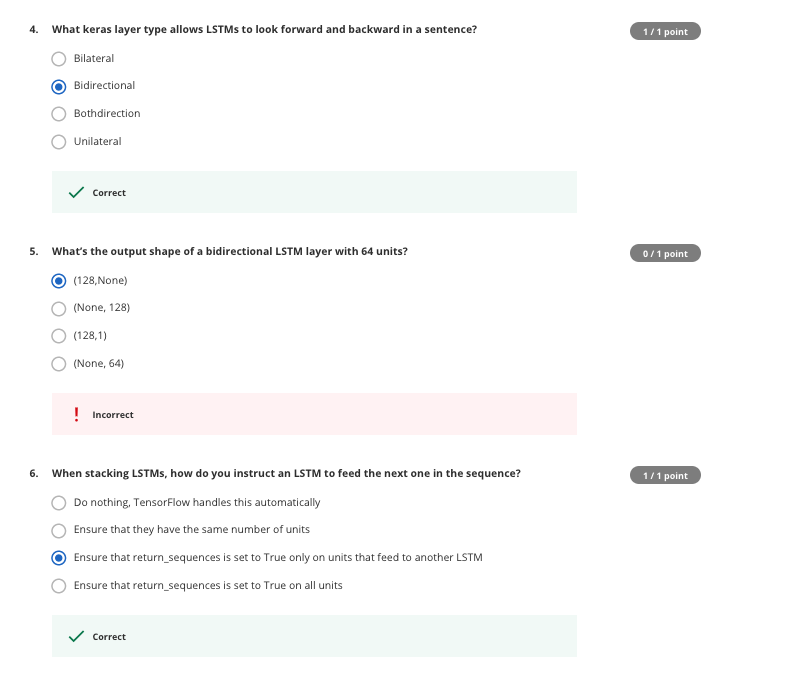 4. What keras layer type allows LSTMs to look forward and backward in a sentence?
1 / 1 point
Bilateral
Bidirectional
Bothdirection
Unilateral
Correct
5. What's the output shape of a bidirectional LSTM layer with 64 units?
0 / 1 point
(128,None)
(None, 128)
(128,1)
(None, 64)
Incorrect
6. When stacking LSTMs, how do you instruct an LSTM to feed the next one in the sequence?
1 / 1 point
Do nothing, TensorFlow handles this automatically
Ensure that they have the same number of units
Ensure that return_sequences is set to True only on units that feed to another LSTM
Ensure that return_sequences is set to True on all units
Correct